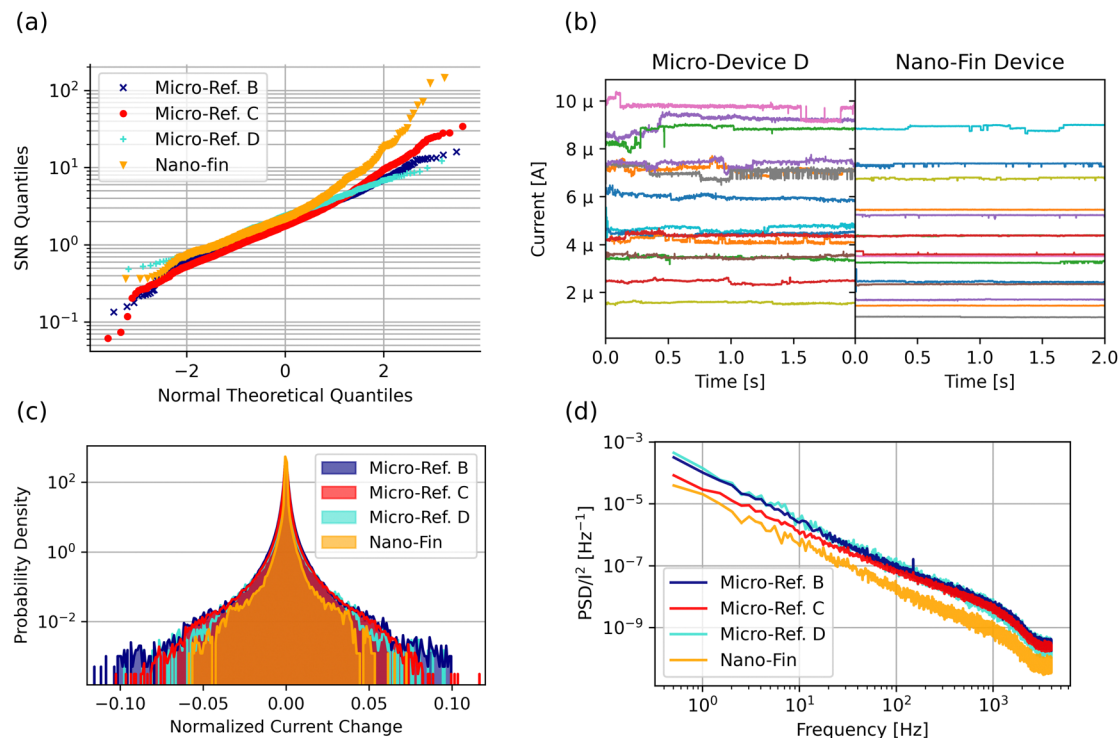 (a)
SNR Quantiles
10²
10¹
10⁰
10⁻¹
Micro-Ref. B
Micro-Ref. C
Micro-Ref. D
Nano-fin
−2
0
2
Normal Theoretical Quantiles
(b)
Micro-Device D
Nano-Fin Device
Current [A]
10 μ
8 μ
6 μ
4 μ
2 μ
0.0
0.5
1.0
1.5
2.0
0.0
0.5
1.0
1.5
2.0
Time [s]
Time [s]
(c)
Probability Density
10²
10⁰
10⁻²
Micro-Ref. B
Micro-Ref. C
Micro-Ref. D
Nano-Fin
−0.10
−0.05
0.00
0.05
0.10
Normalized Current Change
(d)
PSD/I² [Hz⁻¹]
10⁻³
10⁻⁵
10⁻⁷
10⁻⁹
Micro-Ref. B
Micro-Ref. C
Micro-Ref. D
Nano-Fin
10⁰
10¹
10²
10³
Frequency [Hz]